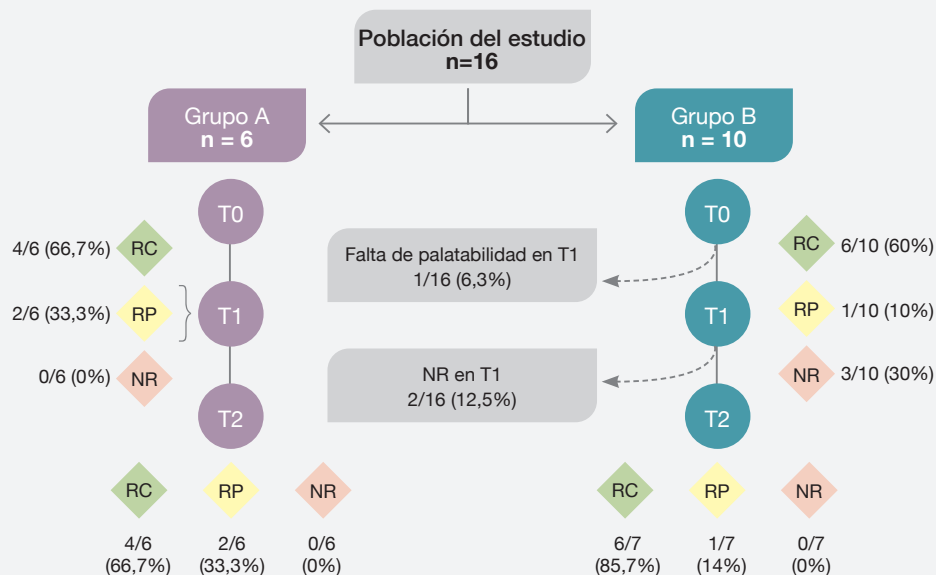 Población del estudio
n=16
Grupo A
n = 6
Grupo B
n = 10
T0
4/6 (66,7%)
RC
2/6 (33,3%)
RP
T1
0/6 (0%)
NR
T2
Falta de palatabilidad en T1
1/16 (6,3%)
NR en T1
2/16 (12,5%)
T0
RC
6/10 (60%)
T1
RP
1/10 (10%)
NR
3/10 (30%)
T2
RC
RP
NR
4/6
(66,7%)
2/6
(33,3%)
0/6
(0%)
RC
RP
NR
6/7
(85,7%)
1/7
(14%)
0/7
(0%)